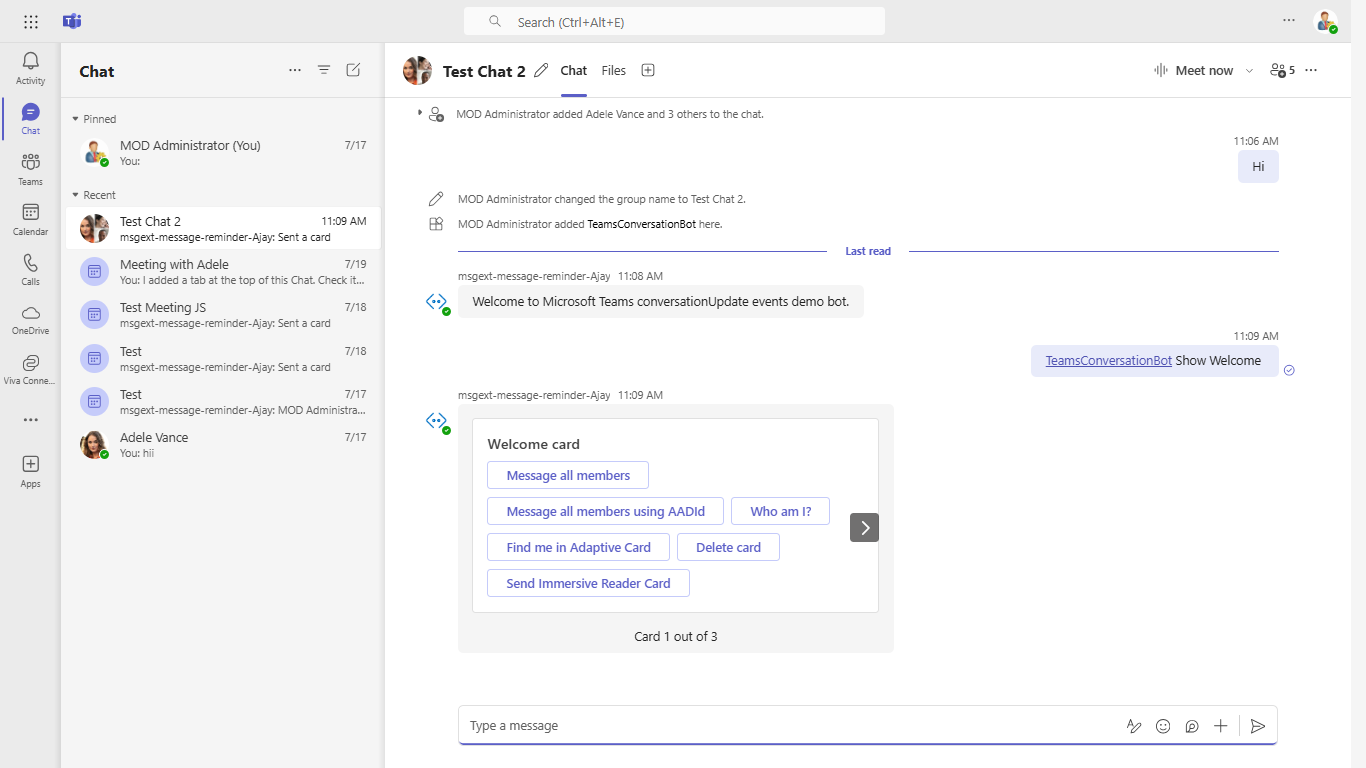 Search (Ctrl+Alt+E)
Activity
Chat
Teams
Calendar
Calls
OneDrive
Viva Conne...
Apps
Chat
Pinned
MOD Administrator (You) 7/17
You:
Recent
Test Chat 2 11:09 AM
msgext-message-reminder-Ajay: Sent a card
Meeting with Adele 7/19
You: I added a tab at the top of this Chat. Check it...
Test Meeting JS 7/18
msgext-message-reminder-Ajay: Sent a card
Test 7/18
msgext-message-reminder-Ajay: Sent a card
Test 7/17
msgext-message-reminder-Ajay: MOD Administra...
Adele Vance 7/17
You: hii
Test Chat 2 Chat Files Meet now 5
MOD Administrator added Adele Vance and 3 others to the chat.
11:06 AM
Hi
MOD Administrator changed the group name to Test Chat 2.
MOD Administrator added TeamsConversationBot here.
Last read
msgext-message-reminder-Ajay 11:08 AM
Welcome to Microsoft Teams conversationUpdate events demo bot.
11:09 AM
TeamsConversationBot Show Welcome
msgext-message-reminder-Ajay 11:09 AM
Welcome card
Message all members
Message all members using AADId Who am I?
Find me in Adaptive Card Delete card
Send Immersive Reader Card
Card 1 out of 3
Type a message